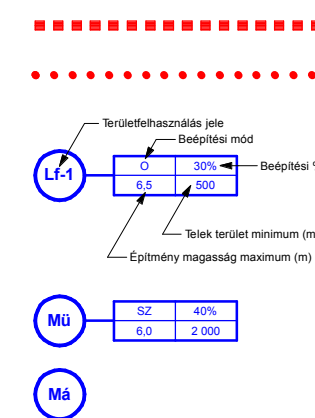 Területfelhasználás jele
Beépítési mód
Lf-1
O 30% Beépítési
6,5 500
Telek terület minimum (m
Építmény magasság maximum (m)
SZ 40%
Mü
6,0 2 000
Má